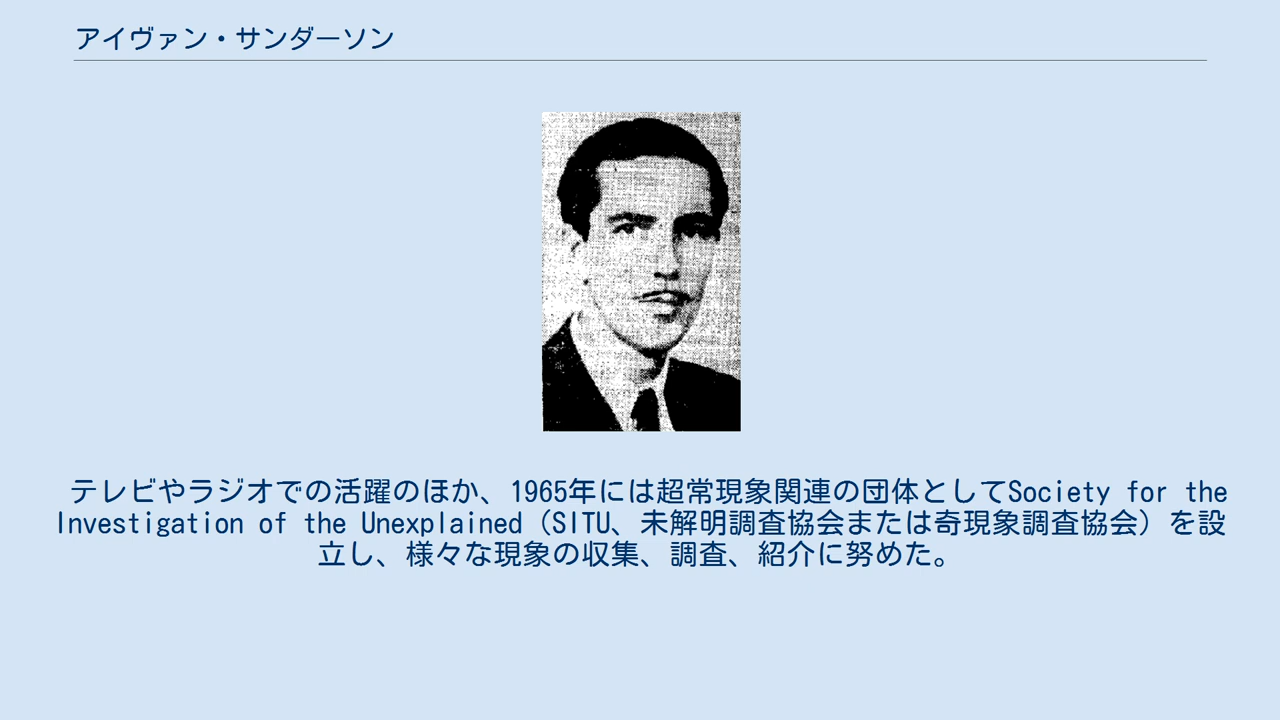 アイヴァン・サンダーソン
テレビやラジオでの活躍のほか、1965年には超常現象関連の団体としてSociety for the
Investigation of the Unexplained（SITU、未解明調査協会または奇現象調査協会）を設
立し、様々な現象の収集、調査、紹介に努めた。